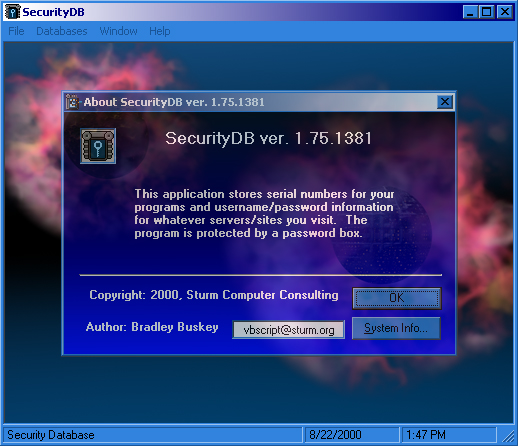 SecurityDB
File Databases Window Help
About SecurityDB ver. 1.75.1381
SecurityDB ver. 1.75.1381
This application stores serial numbers for your
programs and username/password information
for whatever servers/sites you visit. The
program is protected by a password box.
Copyright: 2000, Sturm Computer Consulting
OK
Author: Bradley Buskey
vbscript@sturm.org
System Info...
Security Database
8/22/2000
1:47 PM